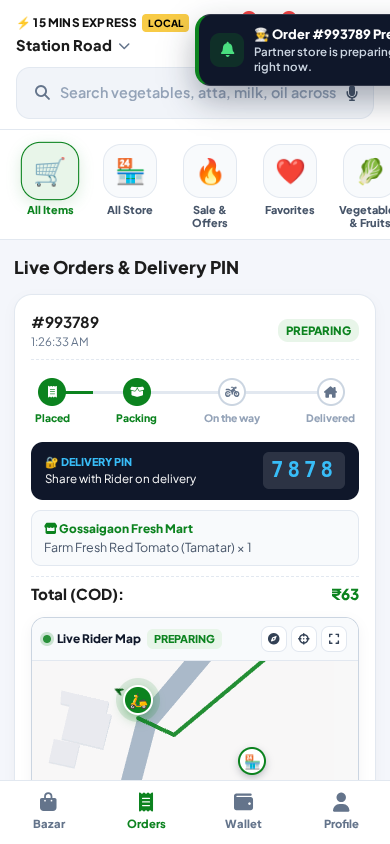 ⚡ 15 MINS EXPRESS LOCAL
Station Road
Order #993789 Pre
Partner store is preparing
right now.
Search vegetables, atta, milk, oil across
All Items
All Store
Sale &
Offers
Favorites
Vegetable
& Fruits
Live Orders & Delivery PIN
#993789
1:26:33 AM
PREPARING
Placed
Packing
On the way
Delivered
🔐 DELIVERY PIN
Share with Rider on delivery
7878
Gossaigaon Fresh Mart
Farm Fresh Red Tomato (Tamatar) × 1
Total (COD): ₹63
Live Rider Map PREPARING
Bazar
Orders
Wallet
Profile